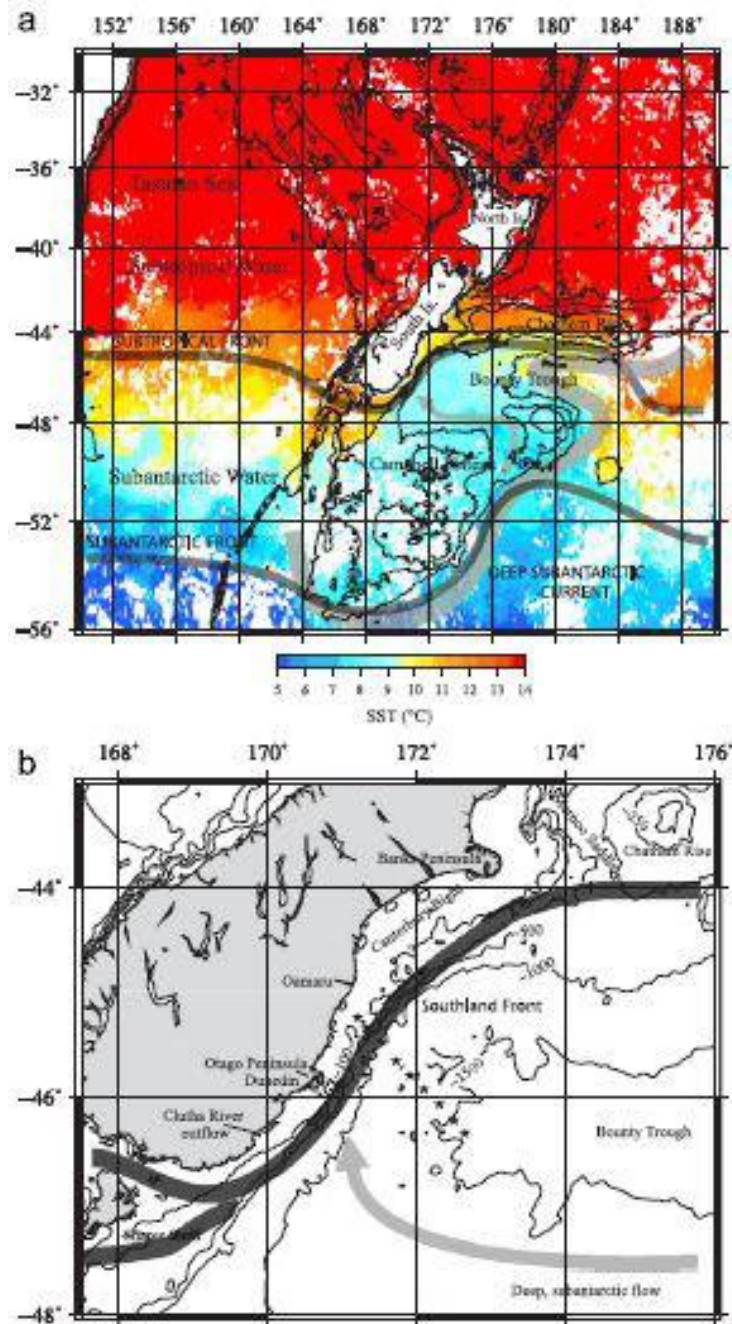 a
152° 156° 160° 164° 168° 172° 176° 180° 184° 188°
−32°
−36°
Tasman Sea
North Is.
−40°
Subtropical Water
South Is.
−44°
SUBTROPICAL FRONT
Chatham Rise
Bounty Trough
−48°
Subantarctic Water
−52°
SUBANTARCTIC FRONT
DEEP SUBANTARCTIC
CURRENT
−56°
5 6 7 8 9 10 11 12 13 14
SST (°C)
b
168° 170° 172° 174° 176°
Banks Peninsula
Chatham Rise
−44°
Canterbury Bight
-500
-1000
Oamaru
Southland Front
-100
Otago Peninsula
Dunedin
-1500
−46°
Clutha River
outflow
Bounty Trough
Deep, subantarctic flow
−48°